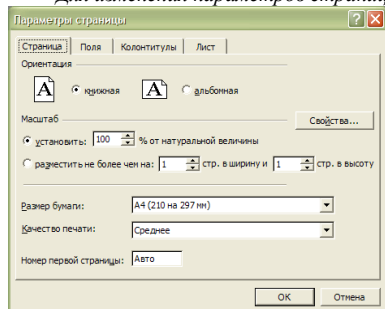 Для изменения параметров страниц
Параметры страницы
Страница Поля Колонтитулы Лист
Ориентация
A книжная A альбомная
Масштаб
Свойства...
установить: 100 % от натуральной величины
разместить не более чем на: 1 стр. в ширину и 1 стр. в высоту
Размер бумаги: A4 (210 на 297 мм)
Качество печати: Среднее
Номер первой страницы: Авто
OK Отмена